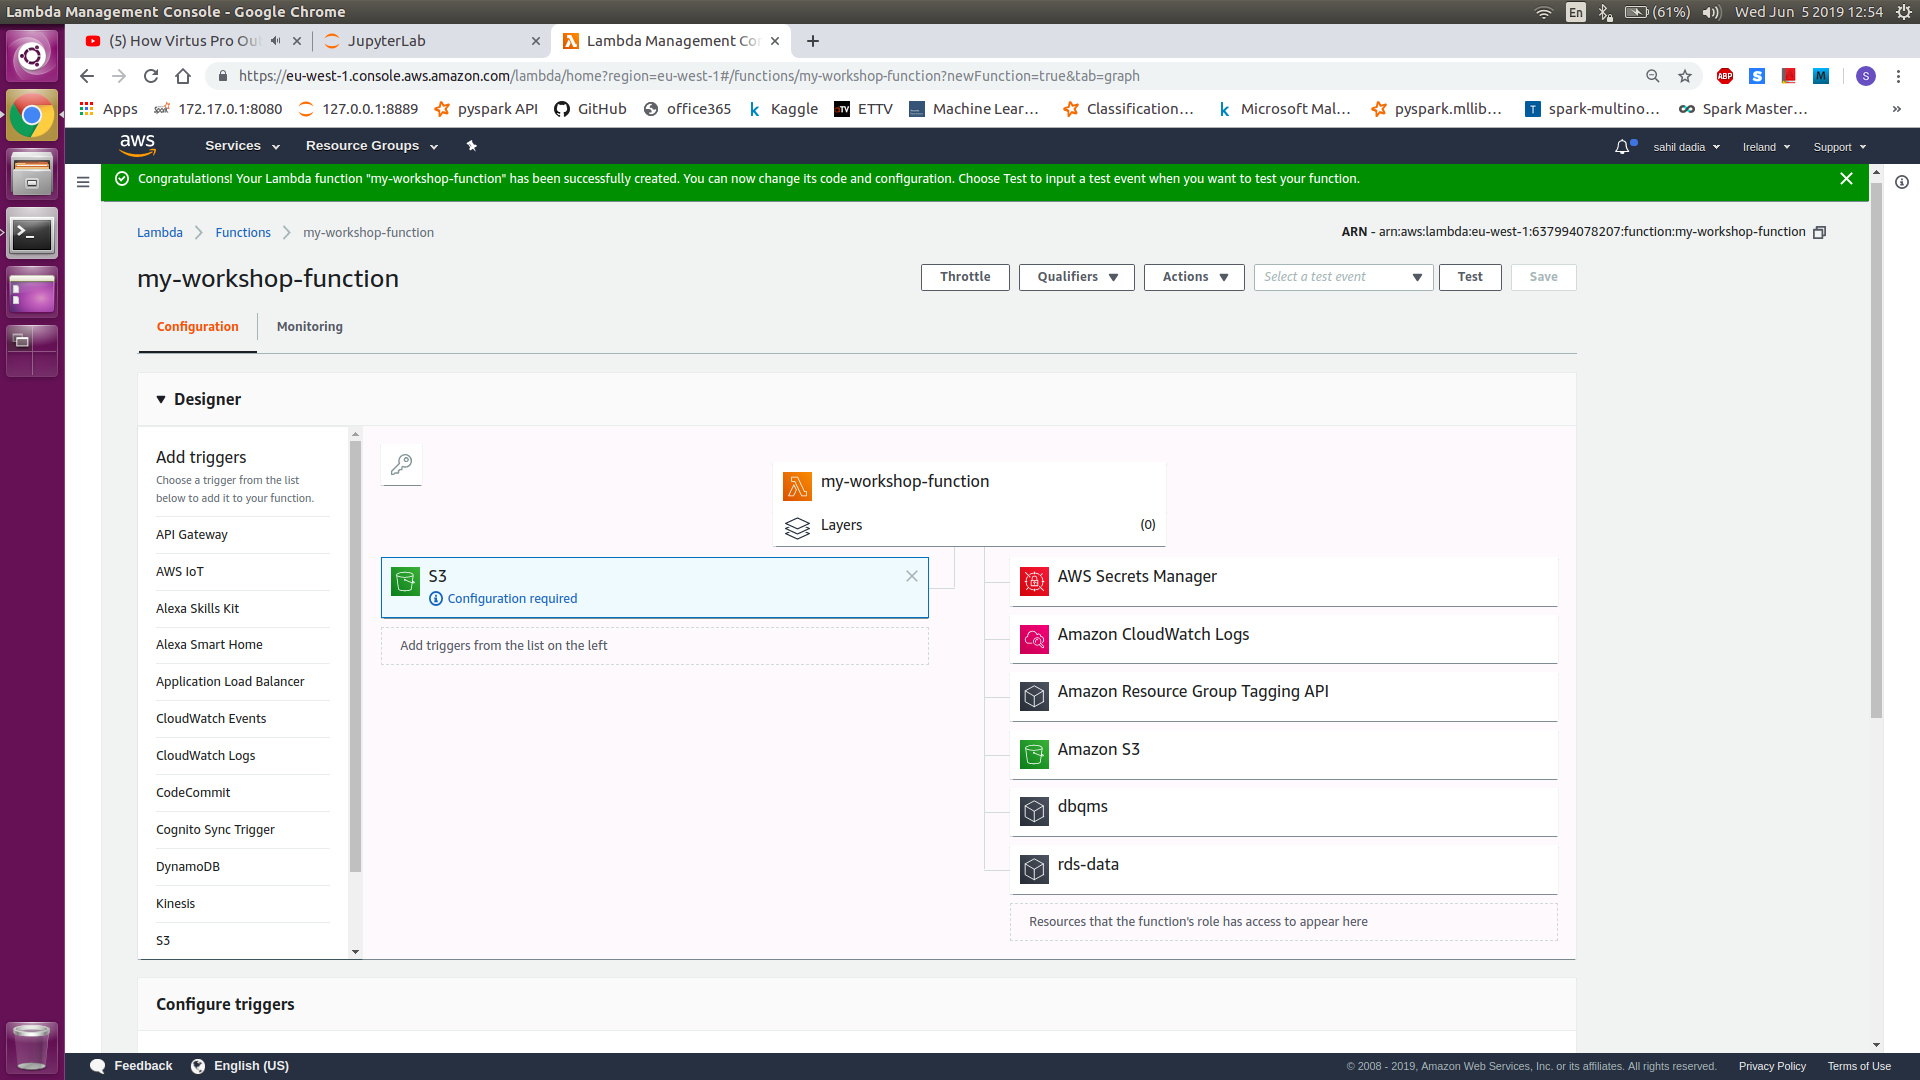 Lambda Management Console - Google Chrome
En (61%) Wed Jun 5 2019 12:54
(5) How Virtus Pro Out
JupyterLab
Lambda Management Co
https://eu-west-1.console.aws.amazon.com/lambda/home?region=eu-west-1#/functions/my-workshop-function?newFunction=true&tab=graph
ABP S M S
Apps 172.17.0.1:8080 127.0.0.1:8889 pyspark API GitHub office365 Kaggle ETTV Machine Lear... Classification... Microsoft Mal... pyspark.mllib... spark-multino... Spark Master... »
aws Services Resource Groups sahil dadia Ireland Support
Congratulations! Your Lambda function "my-workshop-function" has been successfully created. You can now change its code and configuration. Choose Test to input a test event when you want to test your function.
Lambda Functions my-workshop-function
ARN - arn:aws:lambda:eu-west-1:637994078207:function:my-workshop-function
my-workshop-function
Throttle Qualifiers Actions Select a test event Test Save
Configuration Monitoring
Designer
Add triggers
Choose a trigger from the list
below to add it to your function.
API Gateway
AWS IoT
Alexa Skills Kit
Alexa Smart Home
Application Load Balancer
CloudWatch Events
CloudWatch Logs
CodeCommit
Cognito Sync Trigger
DynamoDB
Kinesis
S3
my-workshop-function
Layers (0)
S3
Configuration required
Add triggers from the list on the left
AWS Secrets Manager
Amazon CloudWatch Logs
Amazon Resource Group Tagging API
Amazon S3
dbqms
rds-data
Resources that the function's role has access to appear here
Configure triggers
Feedback English (US)
© 2008 - 2019, Amazon Web Services, Inc. or its affiliates. All rights reserved. Privacy Policy Terms of Use